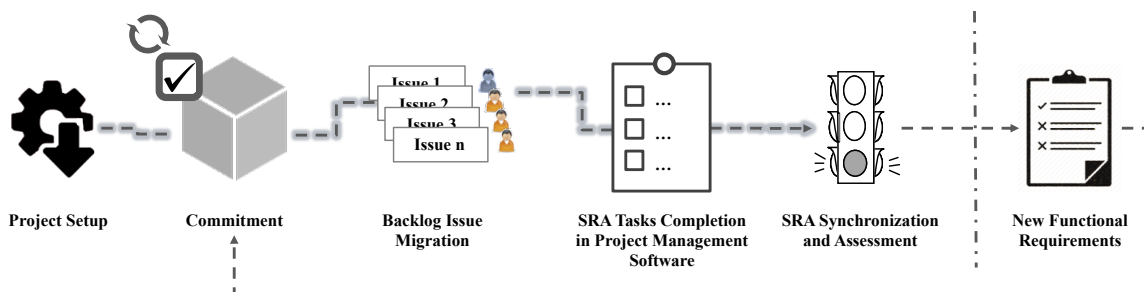 Issue 1
Issue 2
Issue 3
Issue n
...
...
...
Project Setup
Commitment
Backlog Issue
Migration
SRA Tasks Completion
in Project Management
Software
SRA Synchronization
and Assessment
New Functional
Requirements